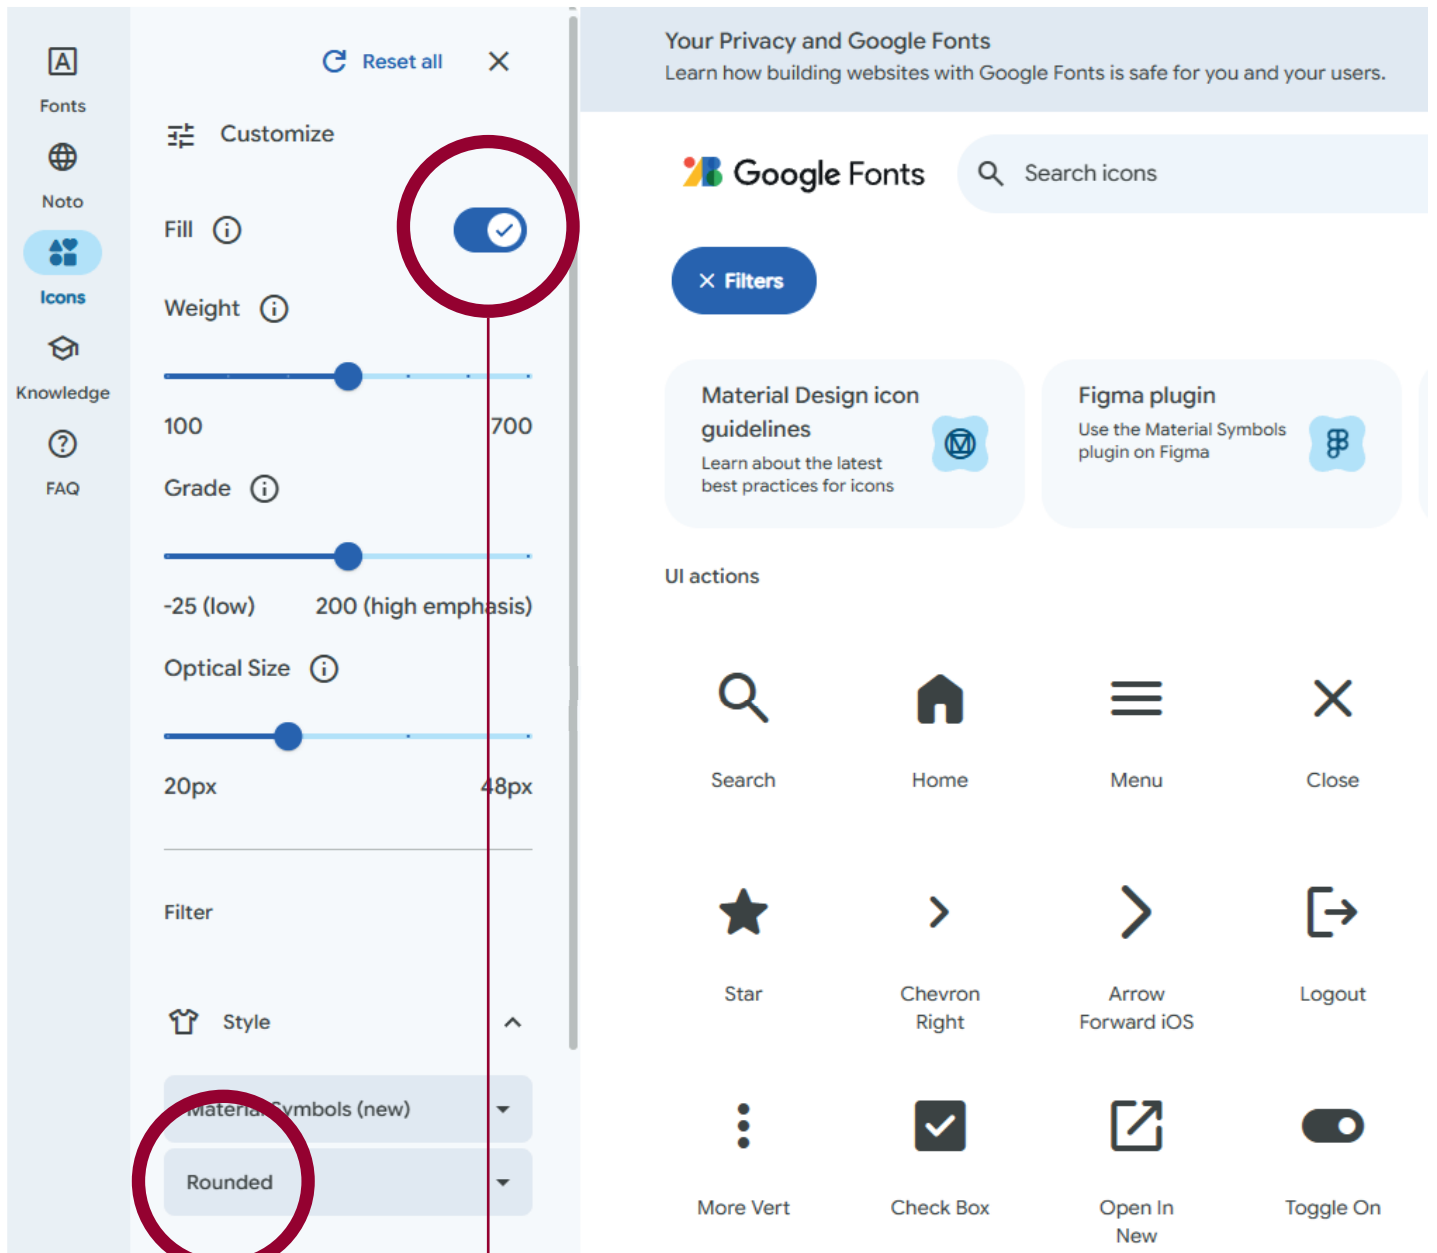 Fonts
Noto
Icons
Knowledge
FAQ
Reset all
Customize
Fill
Weight
100 700
Grade
-25 (low) 200 (high emphasis)
Optical Size
20px 48px
Filter
Style
Material Symbols (new)
Rounded
Your Privacy and Google Fonts
Learn how building websites with Google Fonts is safe for you and your users.
Google Fonts
Search icons
Filters
Material Design icon
guidelines
Learn about the latest
best practices for icons
Figma plugin
Use the Material Symbols
plugin on Figma
UI actions
Search
Home
Menu
Close
Star
Chevron
Right
Arrow
Forward iOS
Logout
More Vert
Check Box
Open In
New
Toggle On